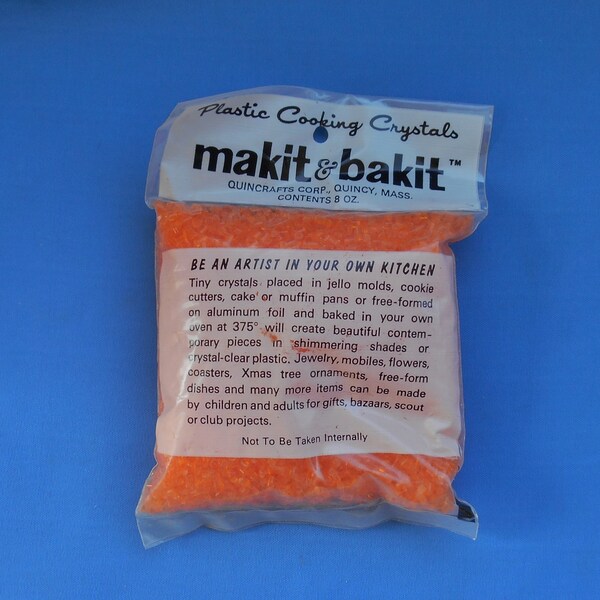 Plastic Cooking Crystals
makit & bakit™
QUINCRAFTS CORP., QUINCY, MASS.
CONTENTS 8 OZ.
BE AN ARTIST IN YOUR OWN KITCHEN
Tiny crystals placed in jello molds, cookie
cutters, cake or muffin pans or free-formed
on aluminum foil and baked in your own
oven at 375° will create beautiful contem-
porary pieces in shimmering shades or
crystal-clear plastic. Jewelry, mobiles, flowers,
coasters, Xmas tree ornaments, free-form
dishes and many more items can be made
by children and adults for gifts, bazaars, scout
or club projects.
Not To Be Taken Internally